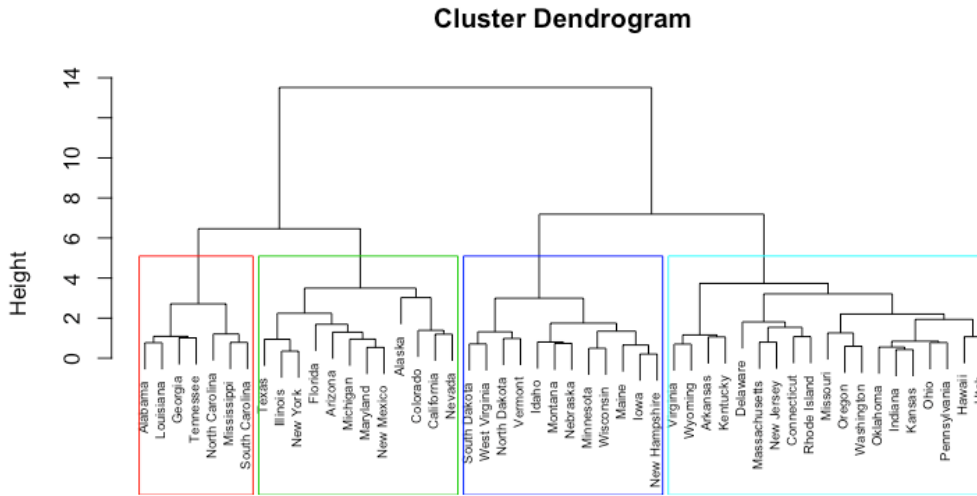 Cluster Dendrogram
Height
14
10
8
6
4
2
0
Alabama
Louisiana
Georgia
Tennessee
North Carolina
Mississippi
South Carolina
Texas
Illinois
New York
Florida
Arizona
Michigan
Maryland
New Mexico
Alaska
Colorado
California
Nevada
South Dakota
West Virginia
North Dakota
Vermont
Idaho
Montana
Nebraska
Minnesota
Wisconsin
Maine
Iowa
New Hampshire
Virginia
Wyoming
Arkansas
Kentucky
Delaware
Massachusetts
New Jersey
Connecticut
Rhode Island
Missouri
Oregon
Washington
Oklahoma
Indiana
Kansas
Ohio
Pennsylvania
Hawaii